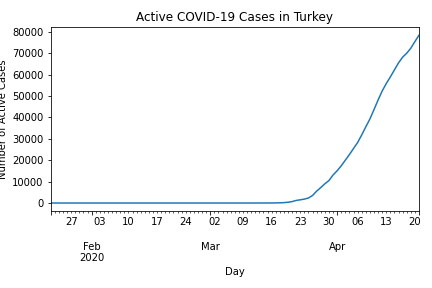 Active COVID-19 Cases in Turkey
Number of Active Cases
80000
70000
60000
50000
40000
30000
20000
10000
0
27 03 10 17 24 02 09 16 23 30 06 13 20
Feb Mar Apr
2020
Day